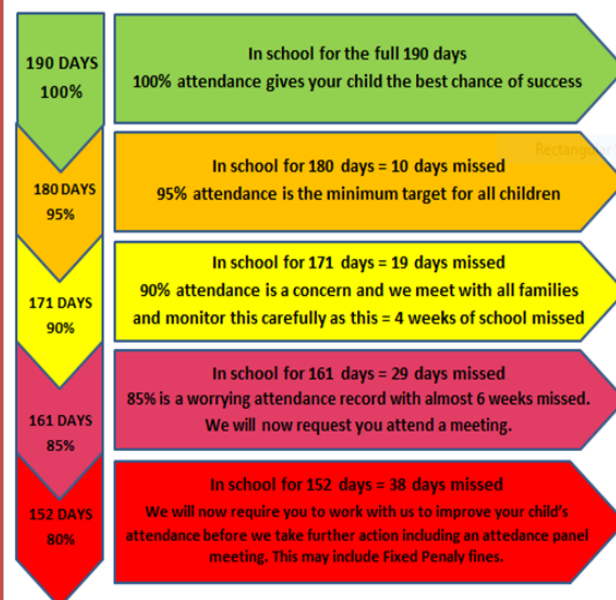 190 DAYS
100%
In school for the full 190 days
100% attendance gives your child the best chance of success
Rectangular
180 DAYS
95%
In school for 180 days = 10 days missed
95% attendance is the minimum target for all children
171 DAYS
90%
In school for 171 days = 19 days missed
90% attendance is a concern and we meet with all families
and monitor this carefully as this = 4 weeks of school missed
161 DAYS
85%
In school for 161 days = 29 days missed
85% is a worrying attendance record with almost 6 weeks missed.
We will now request you attend a meeting.
152 DAYS
80%
In school for 152 days = 38 days missed
We will now require you to work with us to improve your child's
attendance before we take further action including an attedance panel
meeting. This may include Fixed Penaly fines.